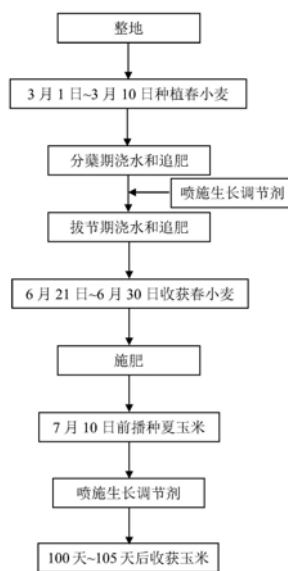 整地
3月1日~3月10日种植春小麦
分蘖期浇水和追肥
喷施生长调节剂
拔节期浇水和追肥
6月21日~6月30日收获春小麦
施肥
7月10日前播种夏玉米
喷施生长调节剂
100天~105天后收获玉米